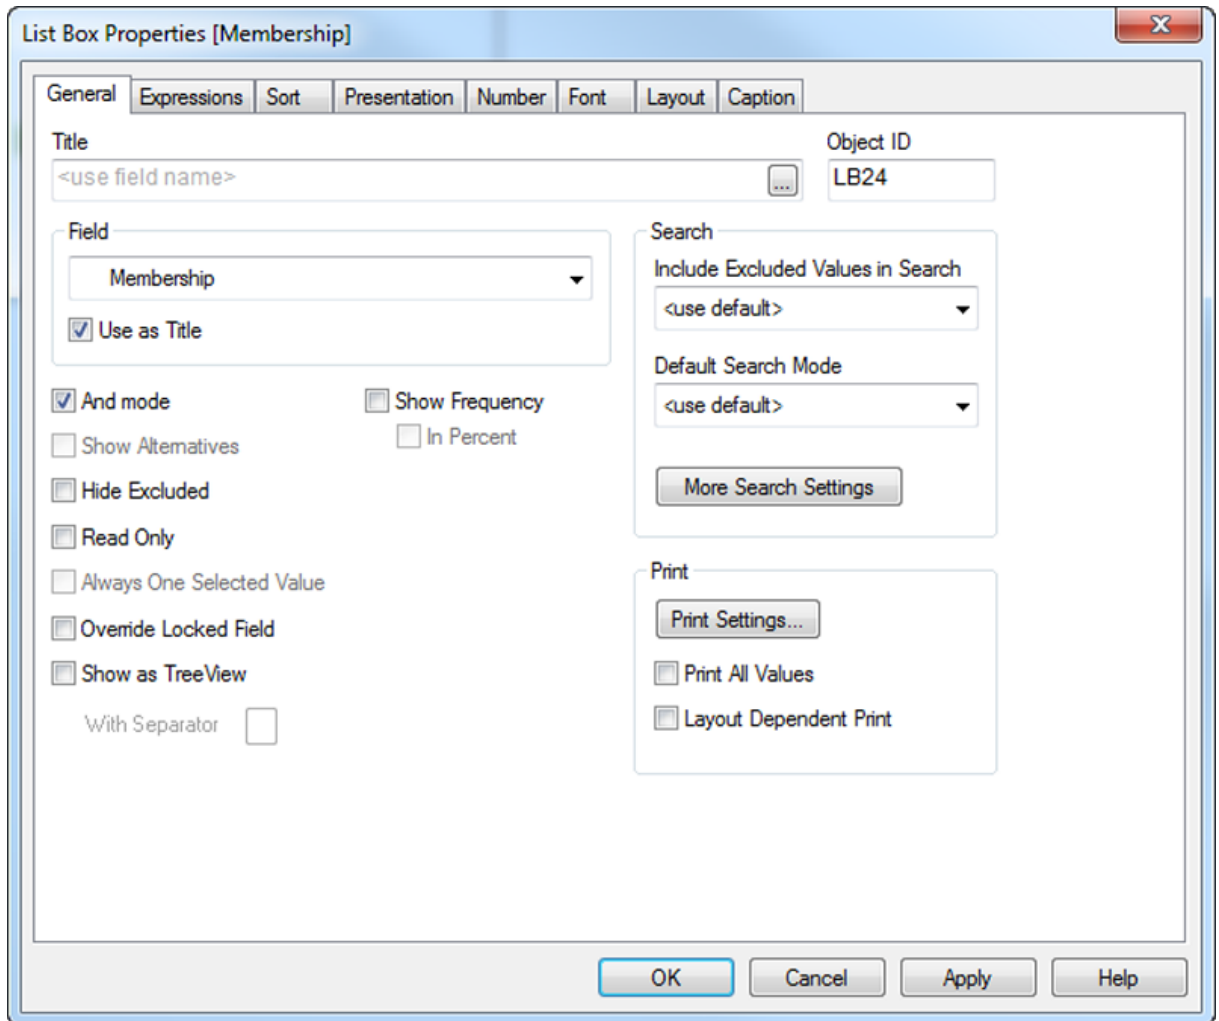 List Box Properties [Membership]
General Expressions Sort Presentation Number Font Layout Caption
Title
<use field name>
...
Object ID
LB24
Field
Membership
Use as Title
And mode
Show Frequency
In Percent
Show Alternatives
Hide Excluded
Read Only
Always One Selected Value
Override Locked Field
Show as TreeView
With Separator
Search
Include Excluded Values in Search
<use default>
Default Search Mode
<use default>
More Search Settings
Print
Print Settings...
Print All Values
Layout Dependent Print
OK Cancel Apply Help